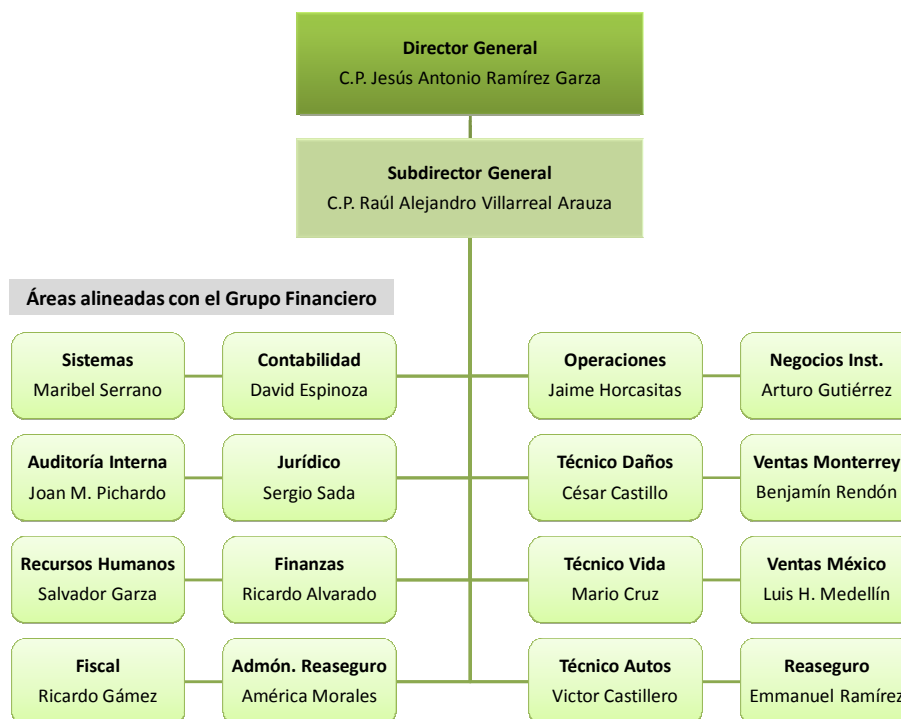 Director General
C.P. Jesús Antonio Ramírez Garza
Subdirector General
C.P. Raúl Alejandro Villarreal Arauza
Áreas alineadas con el Grupo Financiero
Sistemas
Maribel Serrano
Contabilidad
David Espinoza
Operaciones
Jaime Horcasitas
Negocios Inst.
Arturo Gutiérrez
Auditoría Interna
Joan M. Pichardo
Jurídico
Sergio Sada
Técnico Daños
César Castillo
Ventas Monterrey
Benjamín Rendón
Recursos Humanos
Salvador Garza
Finanzas
Ricardo Alvarado
Técnico Vida
Mario Cruz
Ventas México
Luis H. Medellín
Fiscal
Ricardo Gámez
Admón. Reaseguro
América Morales
Técnico Autos
Victor Castillero
Reaseguro
Emmanuel Ramírez